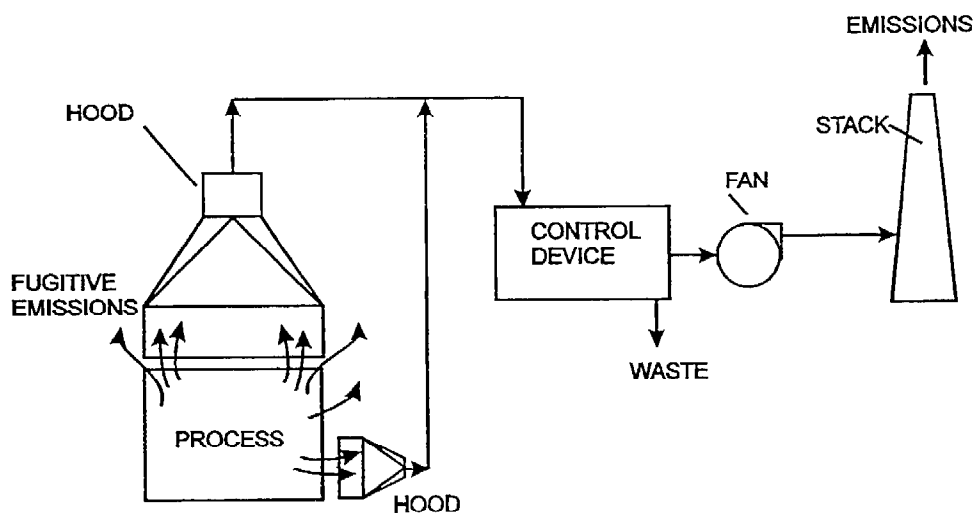 EMISSIONS
HOOD
STACK
FAN
CONTROL
DEVICE
FUGITIVE
EMISSIONS
WASTE
PROCESS
HOOD